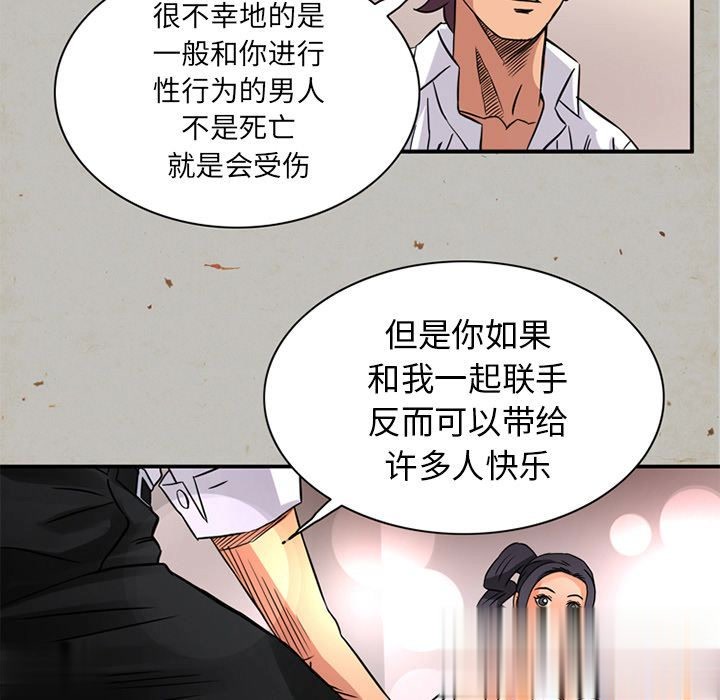 很不幸地的是
一般和你进行
性行为的男人
不是死亡
就是会受伤
但是你如果
和我一起联手
反而可以带给
许多人快乐